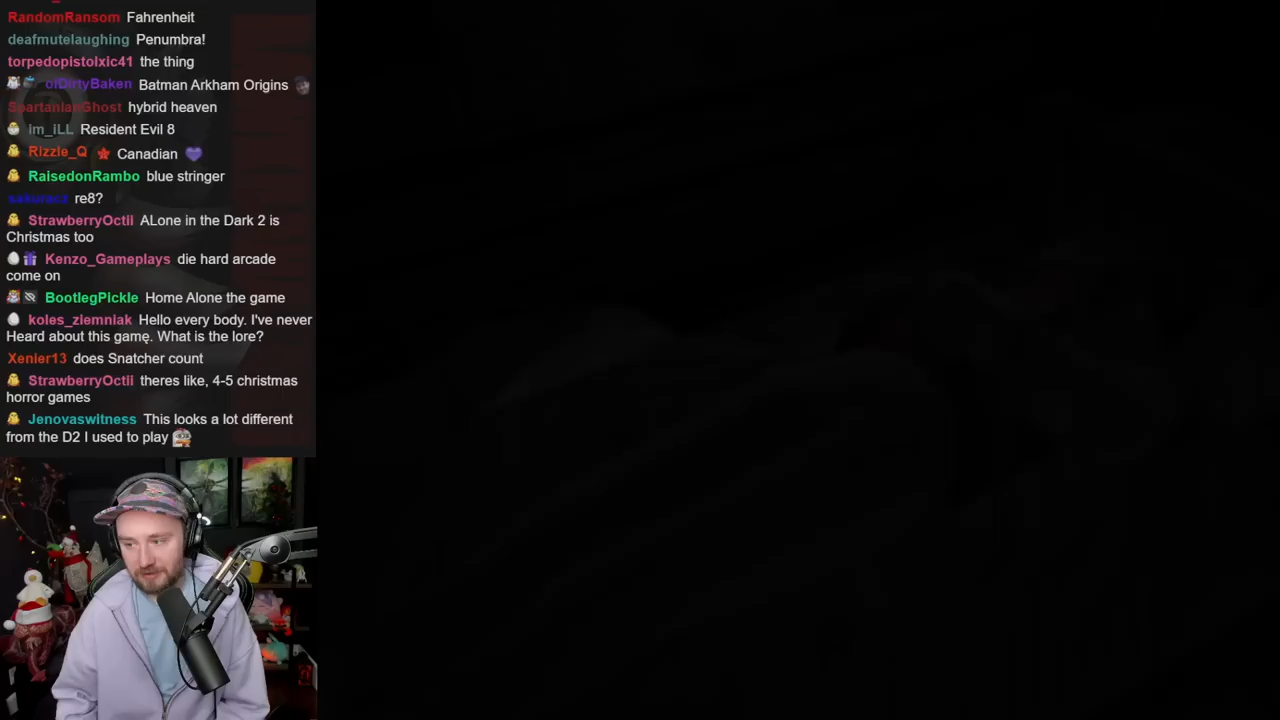 RandomRansom Fahrenheit
deafmutelaughing Penumbra!
torpedopistolxic41 the thing
olDirtyBaken Batman Arkham Origins
SpartanianGhost hybrid heaven
Im_iLL Resident Evil 8
Rizzle_Q Canadian
RaisedonRambo blue stringer
sakuracz re8?
StrawberryOctii ALone in the Dark 2 is
Christmas too
Kenzo_Gameplays die hard arcade
come on
BootlegPickle Home Alone the game
koles_ziemniak Hello every body. I've never
Heard about this game. What is the lore?
Xenier13 does Snatcher count
StrawberryOctii theres like, 4-5 christmas
horror games
Jenovaswitness This looks a lot different
from the D2 I used to play